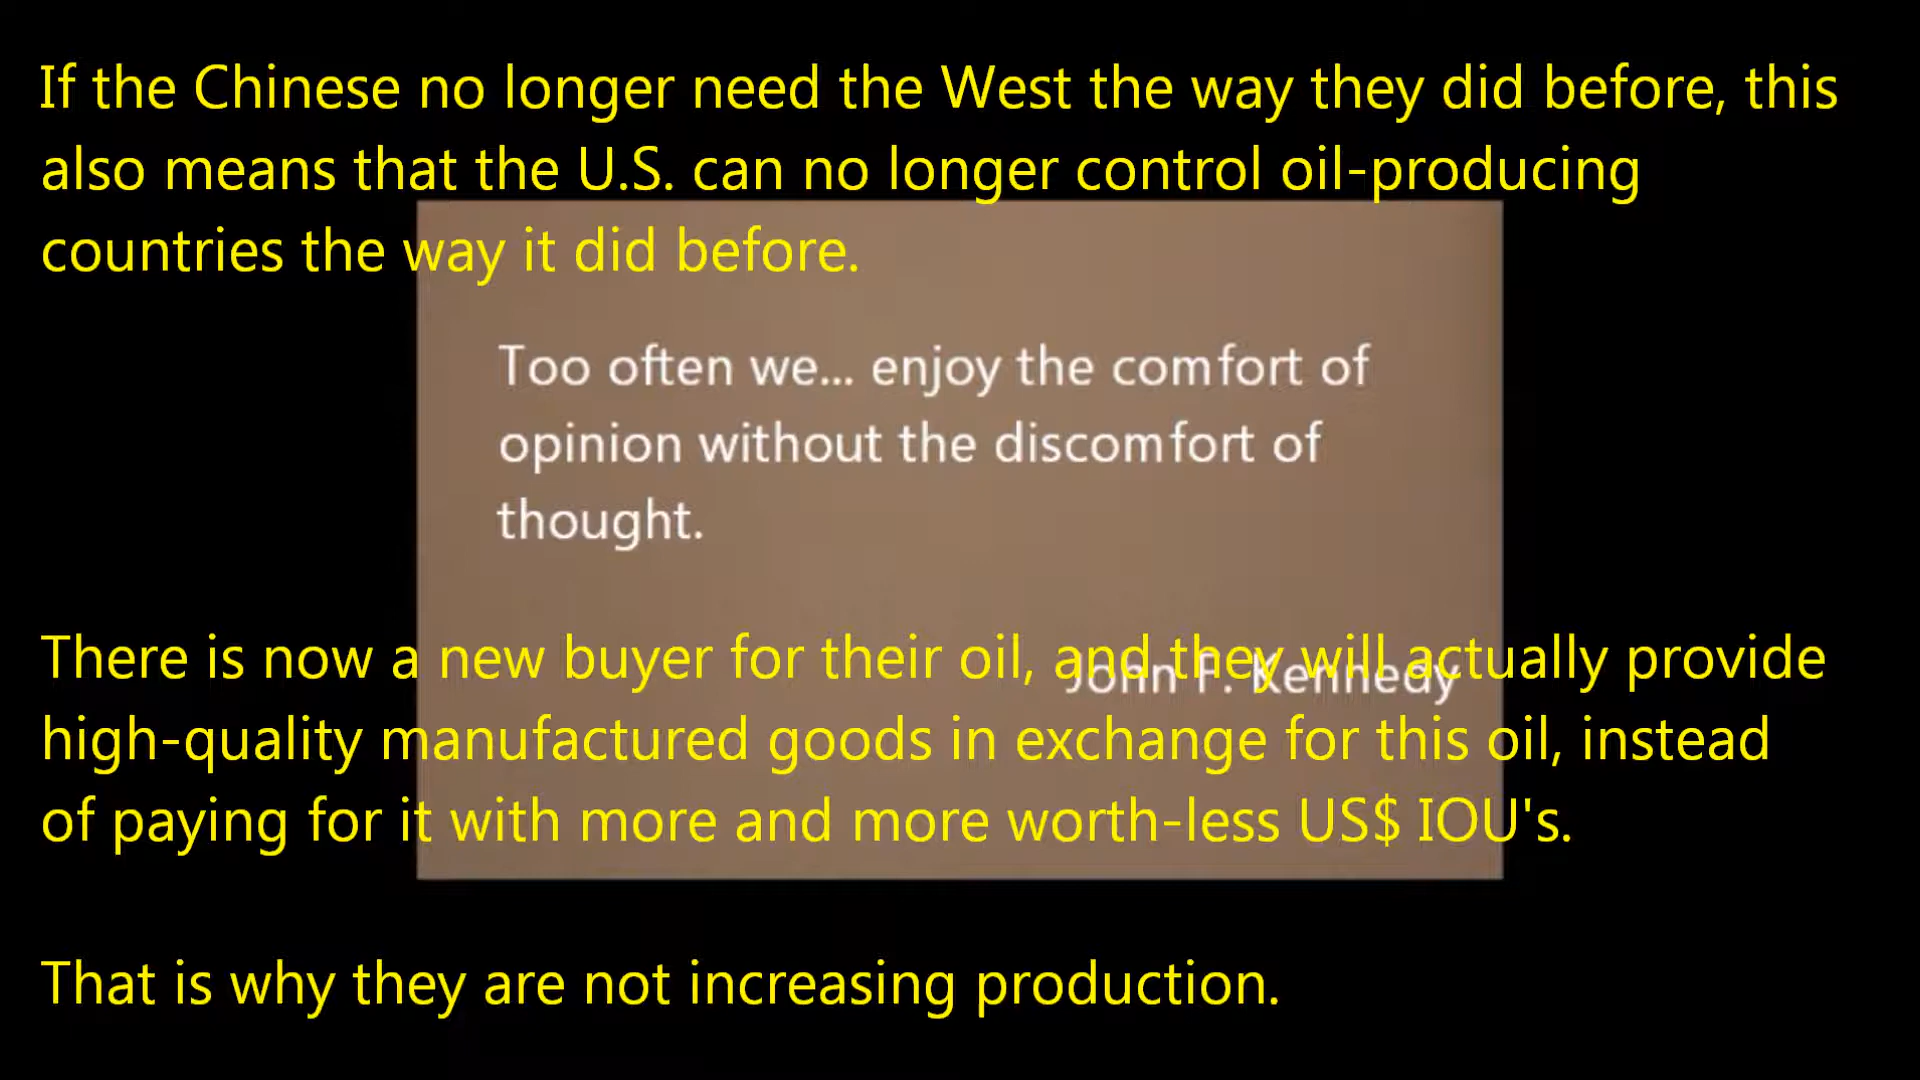 If the Chinese no longer need the West the way they did before, this
also means that the U.S. can no longer control oil-producing
countries the way it did before.
Too often we... enjoy the comfort of
opinion without the discomfort of
thought.
John F. Kennedy
There is now a new buyer for their oil, and they will actually provide
high-quality manufactured goods in exchange for this oil, instead
of paying for it with more and more worth-less US$ IOU's.
That is why they are not increasing production.